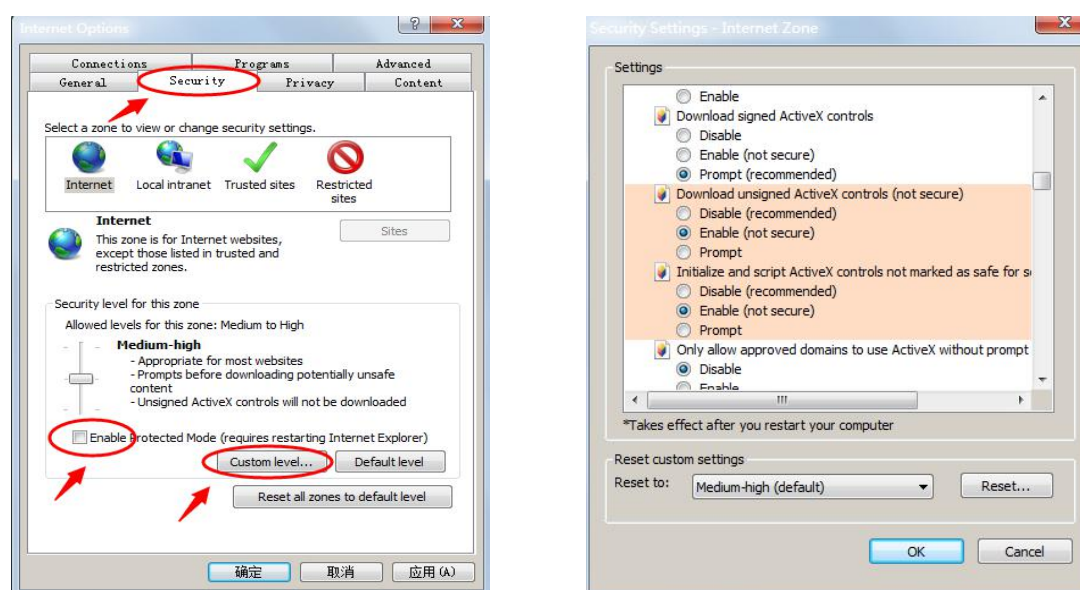 Internet Options
Connections Programs Advanced
General Security Privacy Content
Select a zone to view or change security settings.
Internet Local intranet Trusted sites Restricted
sites
Internet
Sites
This zone is for Internet websites,
except those listed in trusted and
restricted zones.
Security level for this zone
Allowed levels for this zone: Medium to High
Medium-high
- Appropriate for most websites
- Prompts before downloading potentially unsafe
content
- Unsigned ActiveX controls will not be downloaded
Enable Protected Mode (requires restarting Internet Explorer)
Custom level... Default level
Reset all zones to default level
确定 取消 应用(A)
Security Settings - Internet Zone
Settings
Enable
Download signed ActiveX controls
Disable
Enable (not secure)
Prompt (recommended)
Download unsigned ActiveX controls (not secure)
Disable (recommended)
Enable (not secure)
Prompt
Initialize and script ActiveX controls not marked as safe for s
Disable (recommended)
Enable (not secure)
Prompt
Only allow approved domains to use ActiveX without prompt
Disable
Enable
*Takes effect after you restart your computer
Reset custom settings
Reset to: Medium-high (default) Reset...
OK Cancel